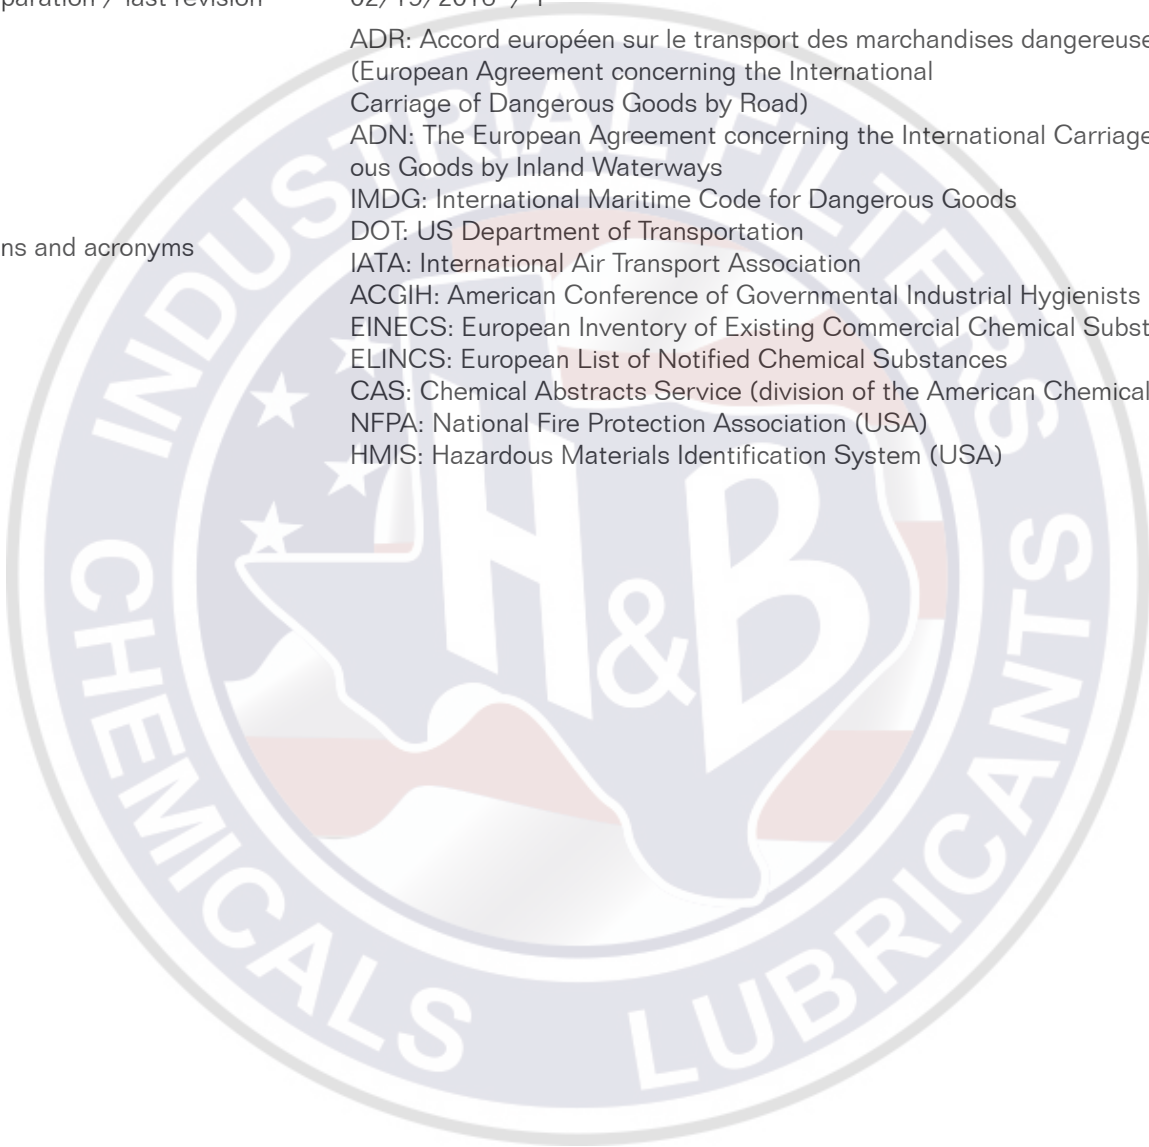 paration / last revision
ADR: Accord européen sur le transport des marchandises dangereuse
(European Agreement concerning the International
Carriage of Dangerous Goods by Road)
ADN: The European Agreement concerning the International Carriage
ous Goods by Inland Waterways
IMDG: International Maritime Code for Dangerous Goods
DOT: US Department of Transportation
ns and acronyms
IATA: International Air Transport Association
ACGIH: American Conference of Governmental Industrial Hygienists
EINECS: European Inventory of Existing Commercial Chemical Subst
ELINCS: European List of Notified Chemical Substances
CAS: Chemical Abstracts Service (division of the American Chemical
NFPA: National Fire Protection Association (USA)
HMIS: Hazardous Materials Identification System (USA)
INDUSTRIAL FILTERS
H&B
CHEMICALS
LUBRICANTS